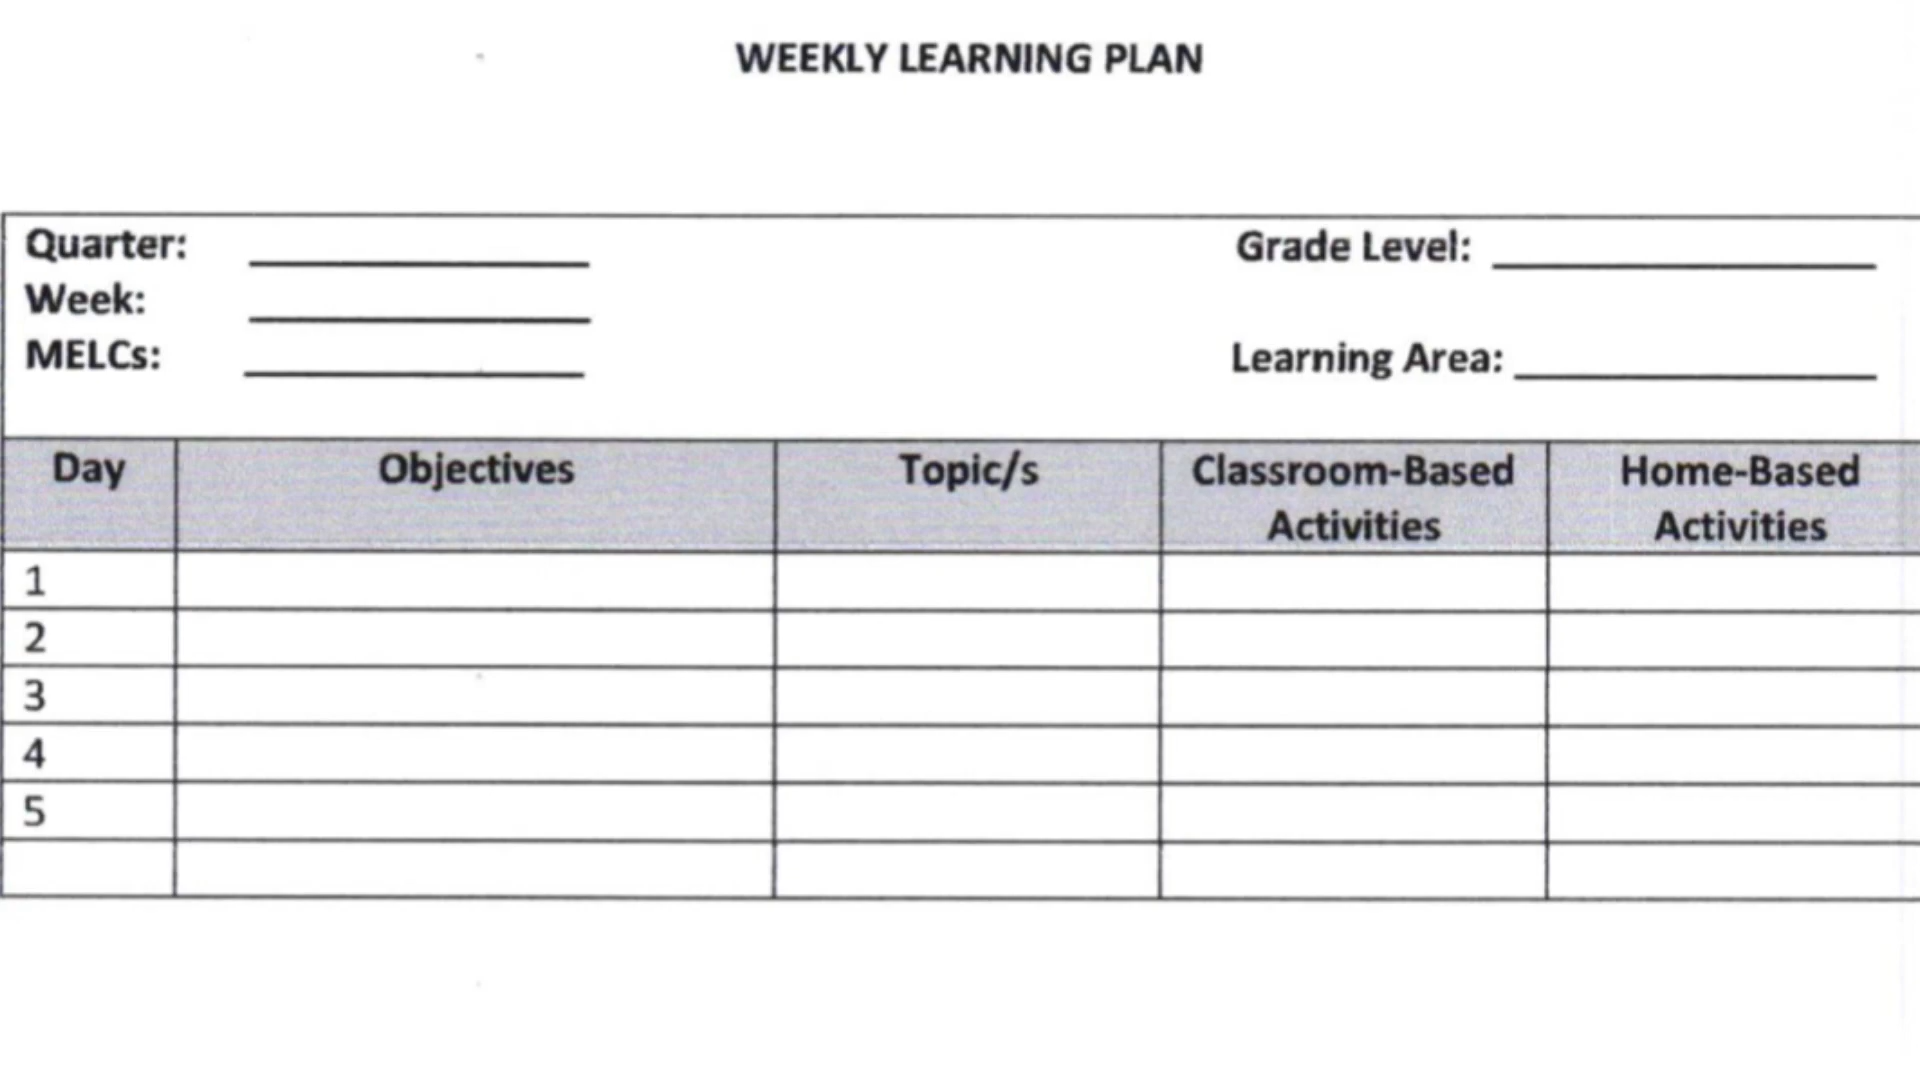 WEEKLY LEARNING PLAN
Quarter: Grade Level:
Week:
MELCs: Learning Area:
Day Objectives Topic/s Classroom-Based Activities Home-Based Activities
1
2
3
4
5